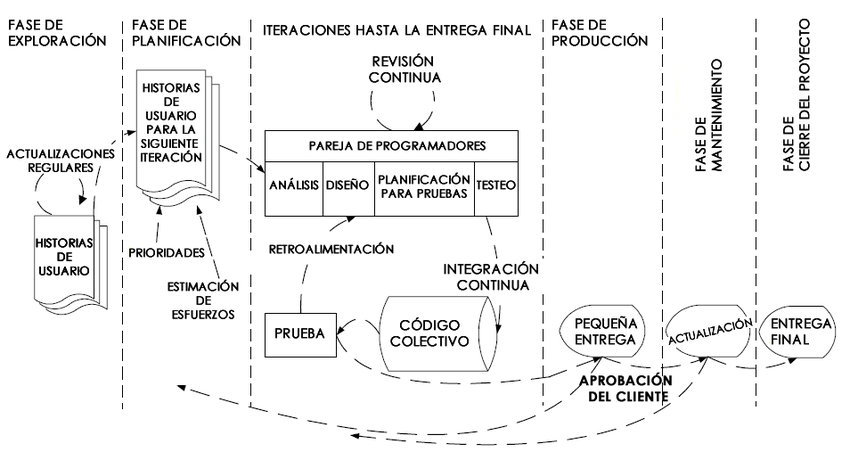 FASE DE
EXPLORACIÓN
FASE DE
PLANIFICACIÓN
ITERACIONES HASTA LA ENTREGA FINAL
FASE DE
PRODUCCIÓN
FASE DE
MANTENIMIENTO
FASE DE
CIERRE DEL PROYECTO
ACTUALIZACIONES
REGULARES
HISTORIAS
DE
USUARIO
HISTORIAS
DE
USUARIO
PARA LA
SIGUIENTE
ITERACIÓN
PRIORIDADES
ESTIMACIÓN
DE
ESFUERZOS
REVISIÓN
CONTINUA
PAREJA DE PROGRAMADORES
ANÁLISIS
DISEÑO
PLANIFICACIÓN
PARA PRUEBAS
TESTEO
RETROALIMENTACIÓN
INTEGRACIÓN
CONTINUA
PRUEBA
CÓDIGO
COLECTIVO
PEQUEÑA
ENTREGA
ACTUALIZACIÓN
ENTREGA
FINAL
APROBACIÓN
DEL CLIENTE